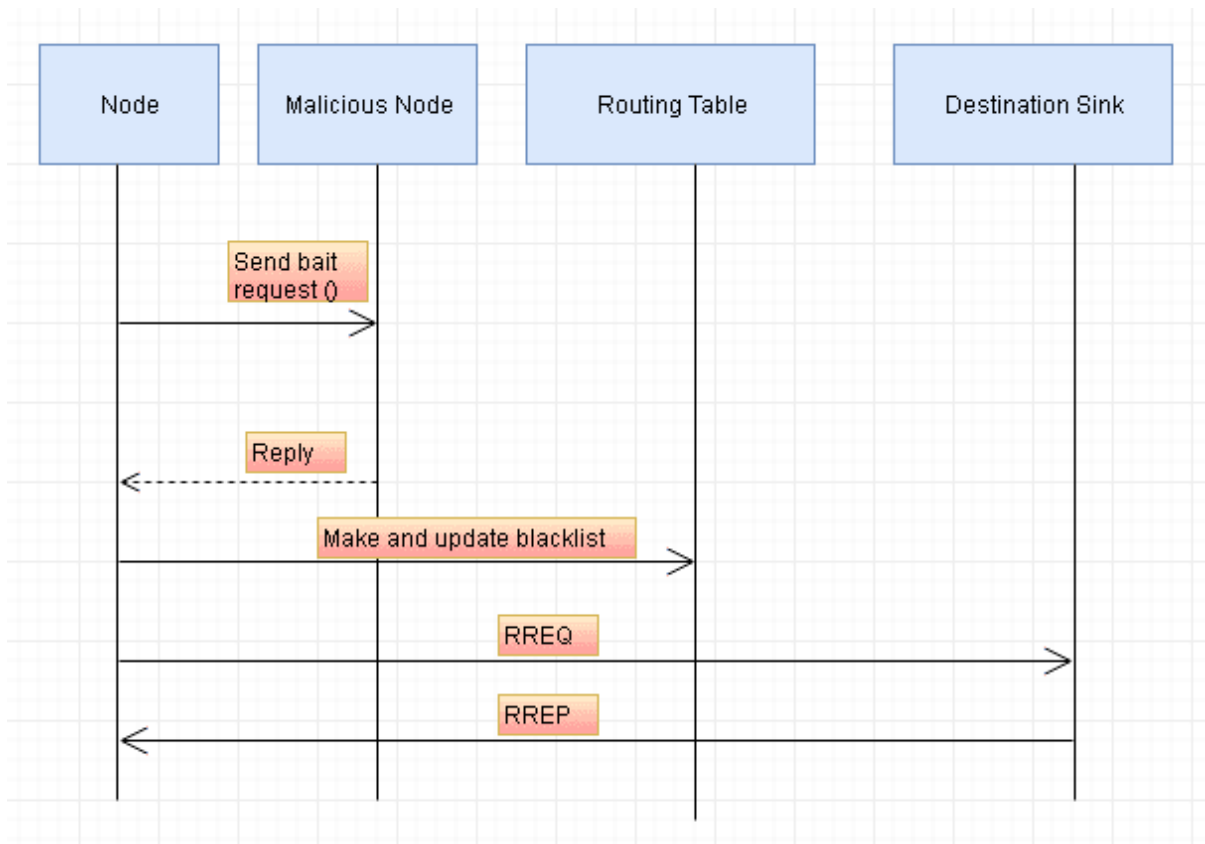 Node
Malicious Node
Routing Table
Destination Sink
Send bait
request ()
Reply
Make and update blacklist
RREQ
RREP